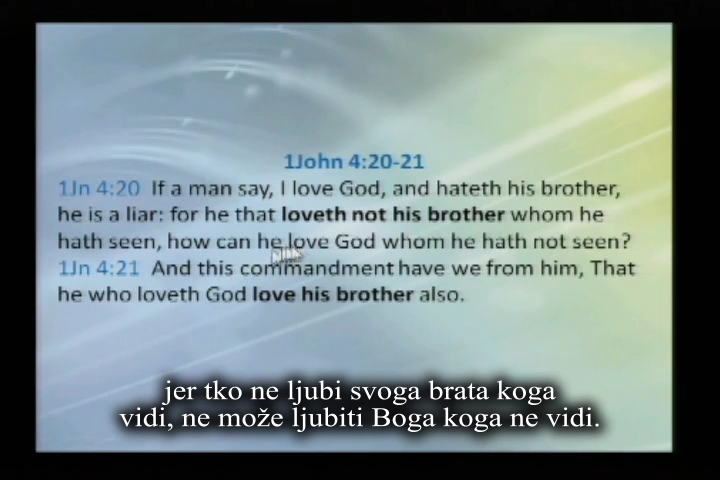 1John 4:20-21
1Jn 4:20 If a man say, I love God, and hateth his brother,
he is a liar: for he that loveth not his brother whom he
hath seen, how can he love God whom he hath not seen?
1Jn 4:21 And this commandment have we from him, That
he who loveth God love his brother also.
jer tko ne ljubi svoga brata koga
vidi, ne može ljubiti Boga koga ne vidi.